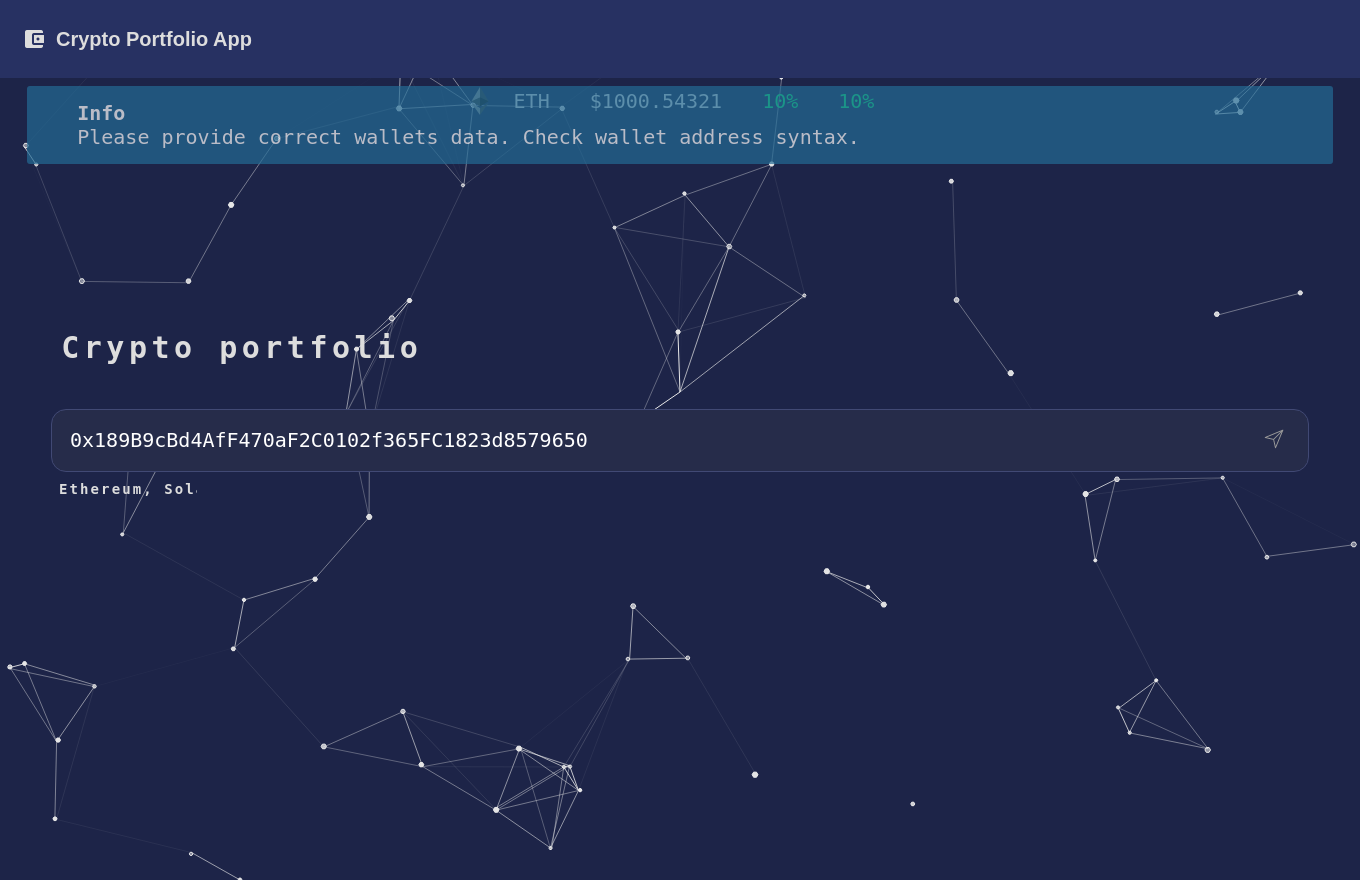 Crypto Portfolio App
ETH $1000.54321 10% 10%
Info
Please provide correct wallets data. Check wallet address syntax.
Crypto portfolio
0x189B9cBd4AfF470aF2C0102f365FC1823d8579650
Ethereum, Sol